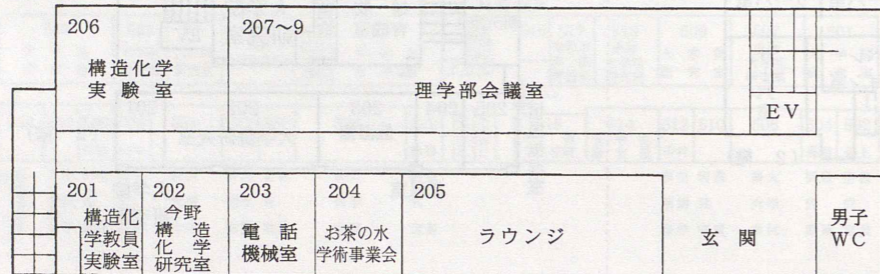 206
構造化学
実験室
207〜9
理学部会議室
EV
201
構造化
学教員
実験室
202
今野
構造
化学
研究室
203
電話
機械室
204
お茶の水
学術事業会
205
ラウンジ
玄関
男子
WC